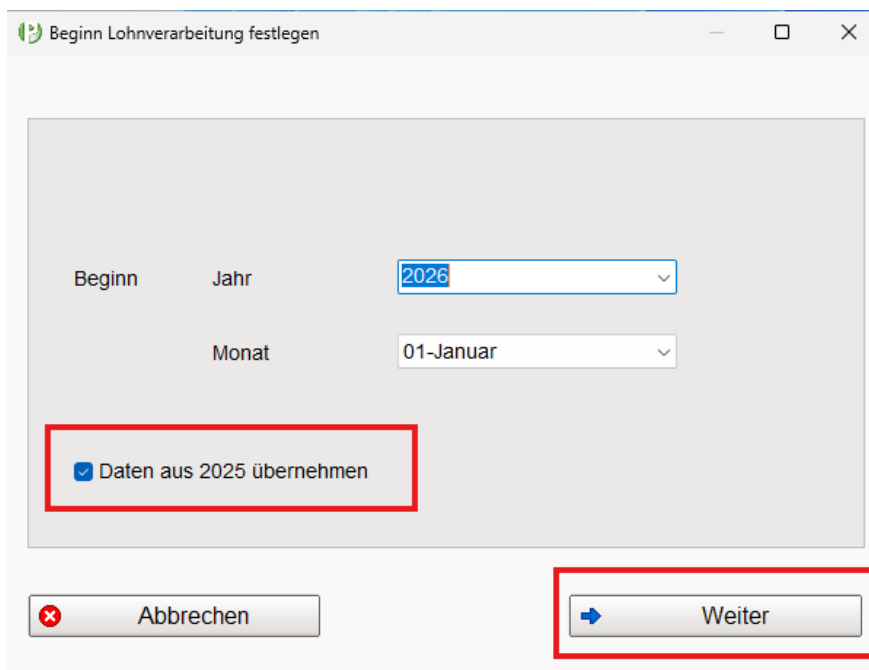 Beginn Lohnverarbeitung festlegen
Beginn Jahr 2026
Monat 01-Januar
Daten aus 2025 übernehmen
Abbrechen Weiter